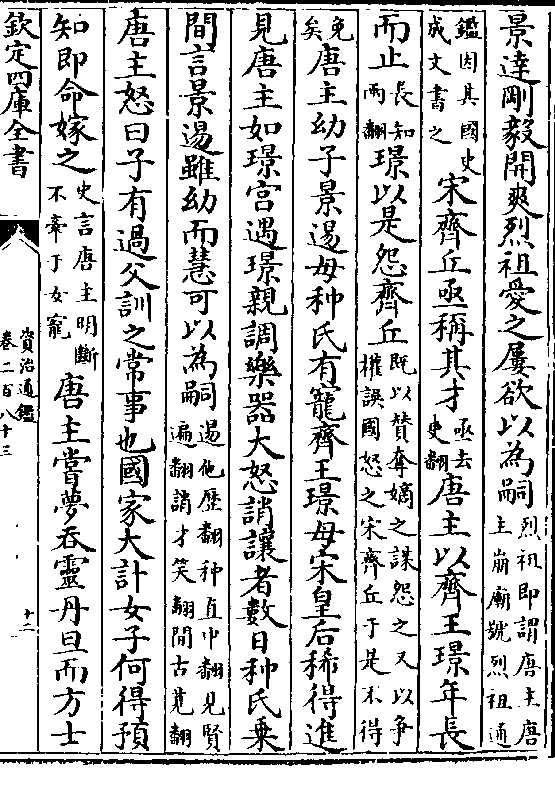 景達剛毅開爽烈祖愛之屢欲以為嗣烈祖即謂唐主唐主崩廟號烈祖通
鑑因其國史成文書之宋齊丘亟稱其才亟去吏翻唐主以齊王璟年長
而止長知兩翻璟以是怨齊丘既以賛奪嫡之謀怨之又以争權誤國怒之宋齊丘于是不得
免矣唐主幼子景逷母种氏有寵齊王璟母宋皇后稀得進
見唐主如璟宮遇璟親調樂器大怒誚讓者數日种氏乗
間言景逷雖幼而慧可以為嗣逷他歴翻种直中翻見賢遍翻誚才笑翻間古莧翻
唐主怒曰子有過父訓之常事也國家大計女子何得預
知即命嫁之史言唐主明斷不牽于女寵唐主嘗夢吞靈丹旦而方士
欽定四庫全書
資治通鑑
卷二百八十三
十二